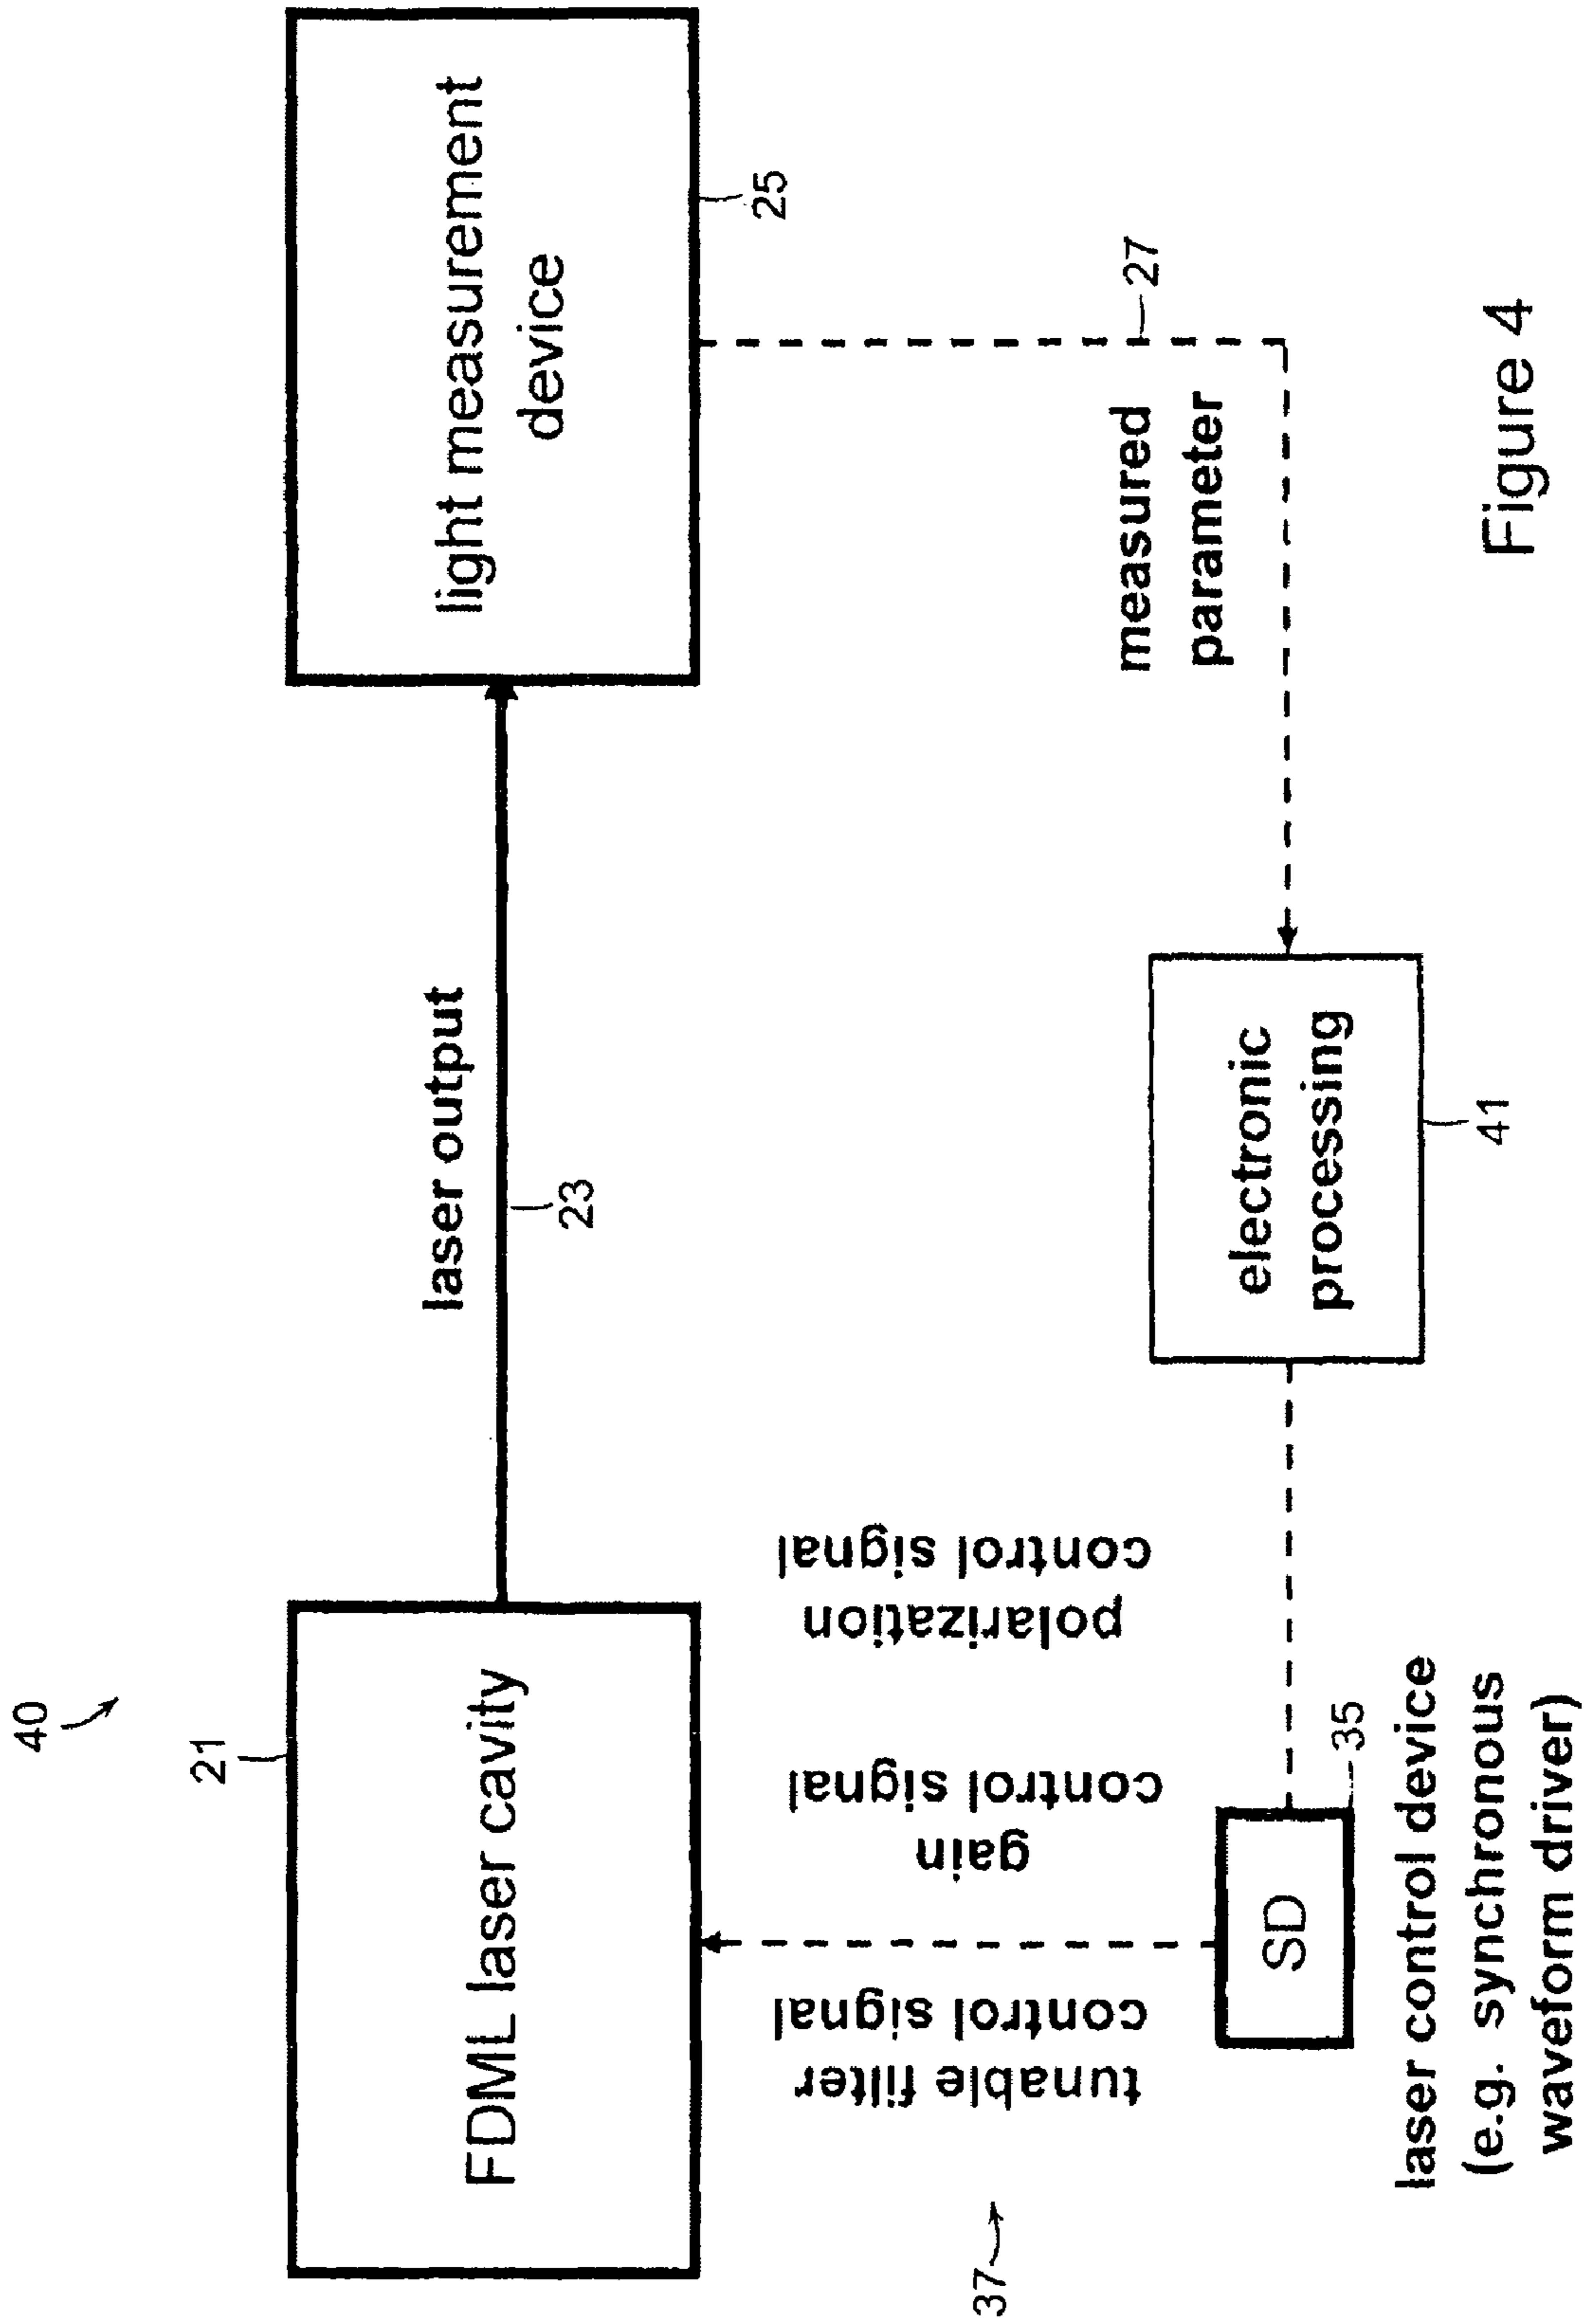 40
21
FDML laser cavity
laser output
23
light measurement
device
25
tunable filter
control signal
gain
control signal
polarization
control signal
37
measured
parameter
27
SD
35
laser control device
(e.g. synchronous
waveform driver)
electronic
processing
41
Figure 4